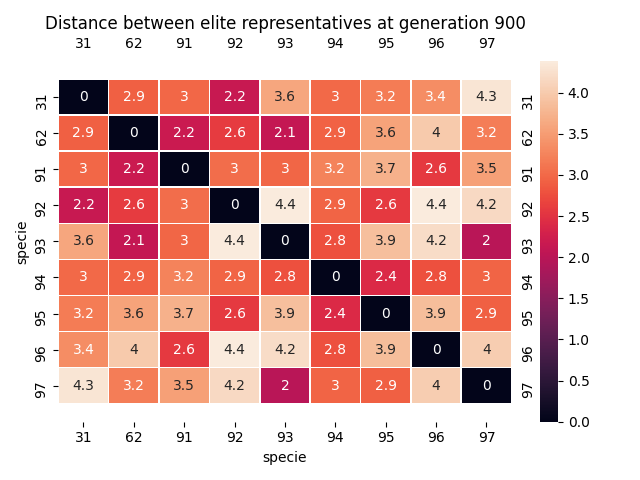 Distance between elite representatives at generation 900
31 62 91 92 93 94 95 96 97
31 0 2.9 3 2.2 3.6 3 3.2 3.4 4.3 31
62 2.9 0 2.2 2.6 2.1 2.9 3.6 4 3.2 62
91 3 2.2 0 3 3 3.2 3.7 2.6 3.5 91
92 2.2 2.6 3 0 4.4 2.9 2.6 4.4 4.2 92
93 3.6 2.1 3 4.4 0 2.8 3.9 4.2 2 93
94 3 2.9 3.2 2.9 2.8 0 2.4 2.8 3 94
95 3.2 3.6 3.7 2.6 3.9 2.4 0 3.9 2.9 95
96 3.4 4 2.6 4.4 4.2 2.8 3.9 0 4 96
97 4.3 3.2 3.5 4.2 2 3 2.9 4 0 97
31 62 91 92 93 94 95 96 97
specie
specie
4.0
3.5
3.0
2.5
2.0
1.5
1.0
0.5
0.0